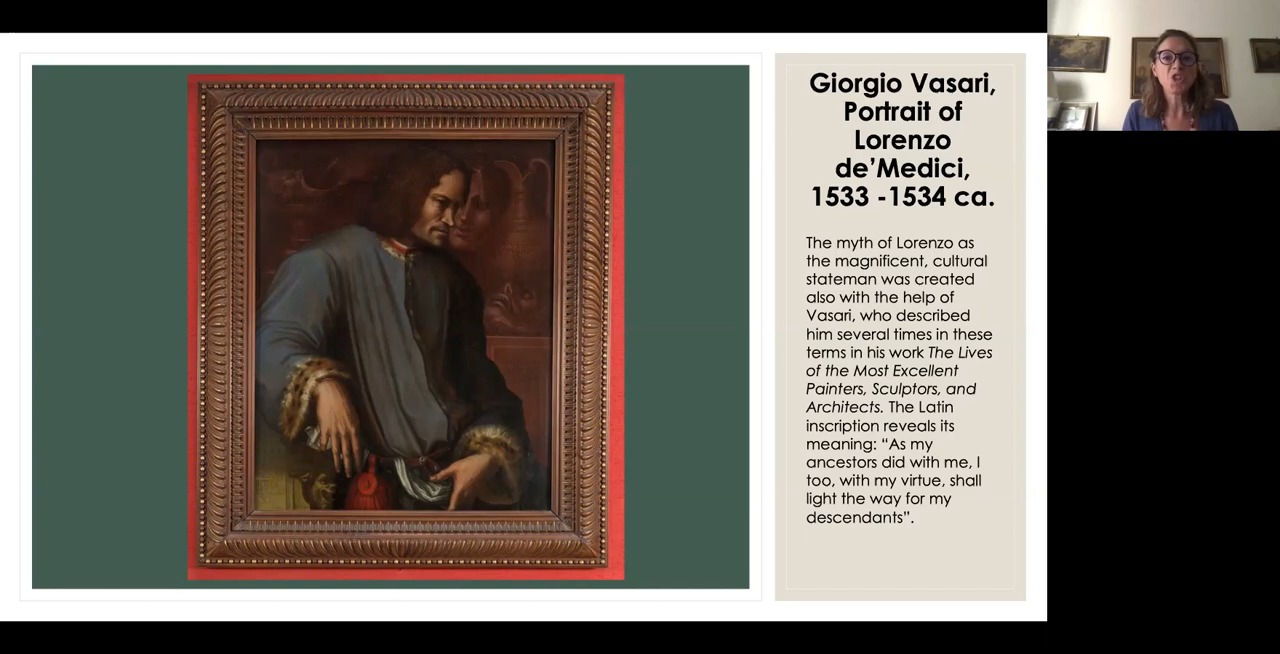 Giorgio Vasari,
Portrait of
Lorenzo
de’Medici,
1533 -1534 ca.
The myth of Lorenzo as
the magnificent, cultural
stateman was created
also with the help of
Vasari, who described
him several times in these
terms in his work The Lives
of the Most Excellent
Painters, Sculptors, and
Architects. The Latin
inscription reveals its
meaning: “As my
ancestors did with me, I
too, with my virtue, shall
light the way for my
descendants”.